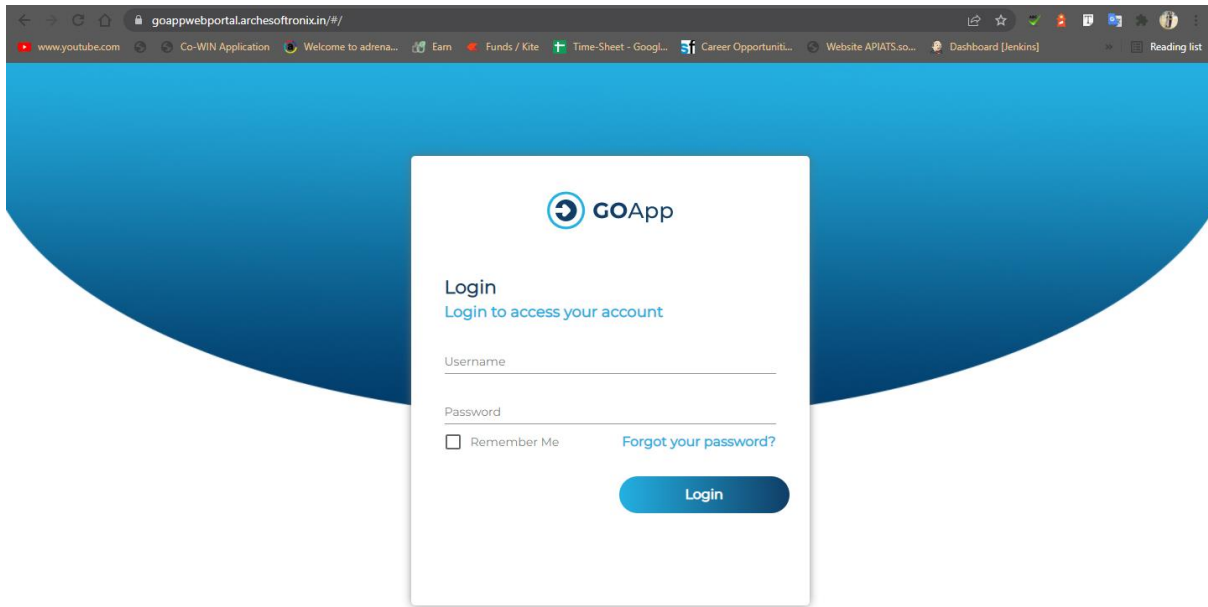 goappwebportal.archesoftronix.in/#/
www.youtube.com Co-WIN Application Welcome to adrena... Earn Funds / Kite Time-Sheet - Googl... Career Opportuniti... Website APIATS.so... Dashboard [Jenkins] » Reading list
GOApp
Login
Login to access your account
Username
Password
Remember Me Forgot your password?
Login